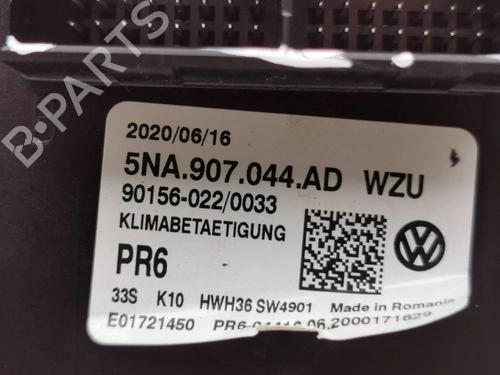 B-PARTS
2020/06/16
5NA.907.044.AD WZU
90156-022/0033
KLIMABETAETIGUNG
PR6
33S K10 HWH36 SW4901 Made in Romania
E01721450